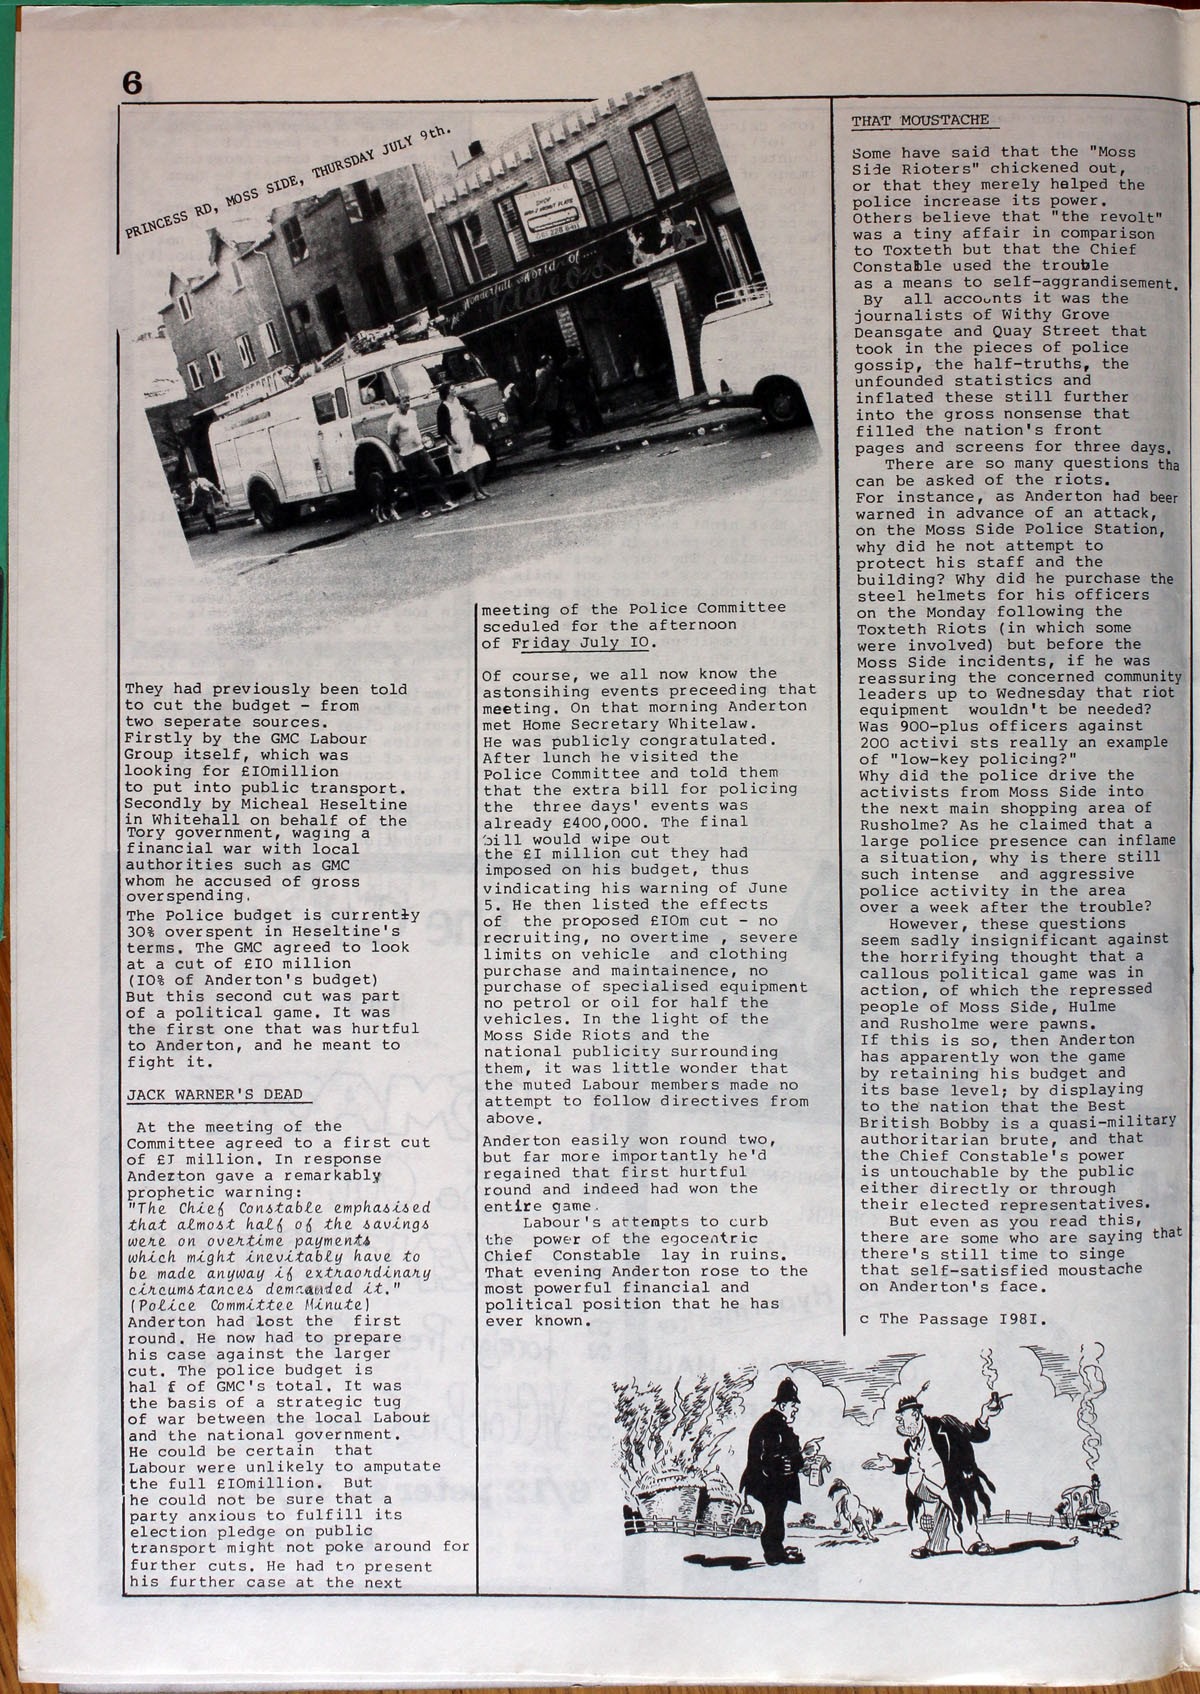 6
PRINCESS RD, MOSS SIDE, THURSDAY JULY 9th.
SHOP
061 228 6411
Wonderfull World of....
Video
They had previously been told
to cut the budget - from
two seperate sources.
Firstly by the GMC Labour
Group itself, which was
looking for £IOmillion
to put into public transport.
Secondly by Micheal Heseltine
in Whitehall on behalf of the
Tory government, waging a
financial war with local
authorities such as GMC
whom he accused of gross
overspending.
The Police budget is currently
30% overspent in Heseltine's
terms. The GMC agreed to look
at a cut of £IO million
(IO% of Anderton's budget)
But this second cut was part
of a political game. It was
the first one that was hurtful
to Anderton, and he meant to
fight it.
JACK WARNER'S DEAD
At the meeting of the
Committee agreed to a first cut
of £I million. In response
Anderton gave a remarkably
prophetic warning:
"The Chief Constable emphasised
that almost half of the savings
were on overtime payments
which might inevitably have to
be made anyway if extraordinary
circumstances demanded it."
(Police Committee Minute)
Anderton had lost the first
round. He now had to prepare
his case against the larger
cut. The police budget is
hal f of GMC's total. It was
the basis of a strategic tug
of war between the local Labour
and the national government.
He could be certain that
Labour were unlikely to amputate
the full £IOmillion. But
he could not be sure that a
party anxious to fulfill its
election pledge on public
transport might not poke around for
further cuts. He had to present
his further case at the next
meeting of the Police Committee
sceduled for the afternoon
of Friday July IO.
Of course, we all now know the
astonsihing events preceeding that
meeting. On that morning Anderton
met Home Secretary Whitelaw.
He was publicly congratulated.
After lunch he visited the
Police Committee and told them
that the extra bill for policing
the three days' events was
already £400,000. The final
bill would wipe out
the £I million cut they had
imposed on his budget, thus
vindicating his warning of June
5. He then listed the effects
of the proposed £IOm cut - no
recruiting, no overtime , severe
limits on vehicle and clothing
purchase and maintainence, no
purchase of specialised equipment
no petrol or oil for half the
vehicles. In the light of the
Moss Side Riots and the
national publicity surrounding
them, it was little wonder that
the muted Labour members made no
attempt to follow directives from
above.
Anderton easily won round two,
but far more importantly he'd
regained that first hurtful
round and indeed had won the
entire game.
Labour's attempts to curb
the power of the egocentric
Chief Constable lay in ruins.
That evening Anderton rose to the
most powerful financial and
political position that he has
ever known.
THAT MOUSTACHE
Some have said that the "Moss
Side Rioters" chickened out,
or that they merely helped the
police increase its power.
Others believe that "the revolt"
was a tiny affair in comparison
to Toxteth but that the Chief
Constable used the trouble
as a means to self-aggrandisement.
By all accounts it was the
journalists of Withy Grove
Deansgate and Quay Street that
took in the pieces of police
gossip, the half-truths, the
unfounded statistics and
inflated these still further
into the gross nonsense that
filled the nation's front
pages and screens for three days.
There are so many questions tha
can be asked of the riots.
For instance, as Anderton had beer
warned in advance of an attack,
on the Moss Side Police Station,
why did he not attempt to
protect his staff and the
building? Why did he purchase the
steel helmets for his officers
on the Monday following the
Toxteth Riots (in which some
were involved) but before the
Moss Side incidents, if he was
reassuring the concerned community
leaders up to Wednesday that riot
equipment wouldn't be needed?
Was 900-plus officers against
200 activi sts really an example
of "low-key policing?"
Why did the police drive the
activists from Moss Side into
the next main shopping area of
Rusholme? As he claimed that a
large police presence can inflame
a situation, why is there still
such intense and aggressive
police activity in the area
over a week after the trouble?
However, these questions
seem sadly insignificant against
the horrifying thought that a
callous political game was in
action, of which the repressed
people of Moss Side, Hulme
and Rusholme were pawns.
If this is so, then Anderton
has apparently won the game
by retaining his budget and
its base level; by displaying
to the nation that the Best
British Bobby is a quasi-military
authoritarian brute, and that
the Chief Constable's power
is untouchable by the public
either directly or through
their elected representatives.
But even as you read this,
there are some who are saying that
there's still time to singe
that self-satisfied moustache
on Anderton's face.
c The Passage I98I.